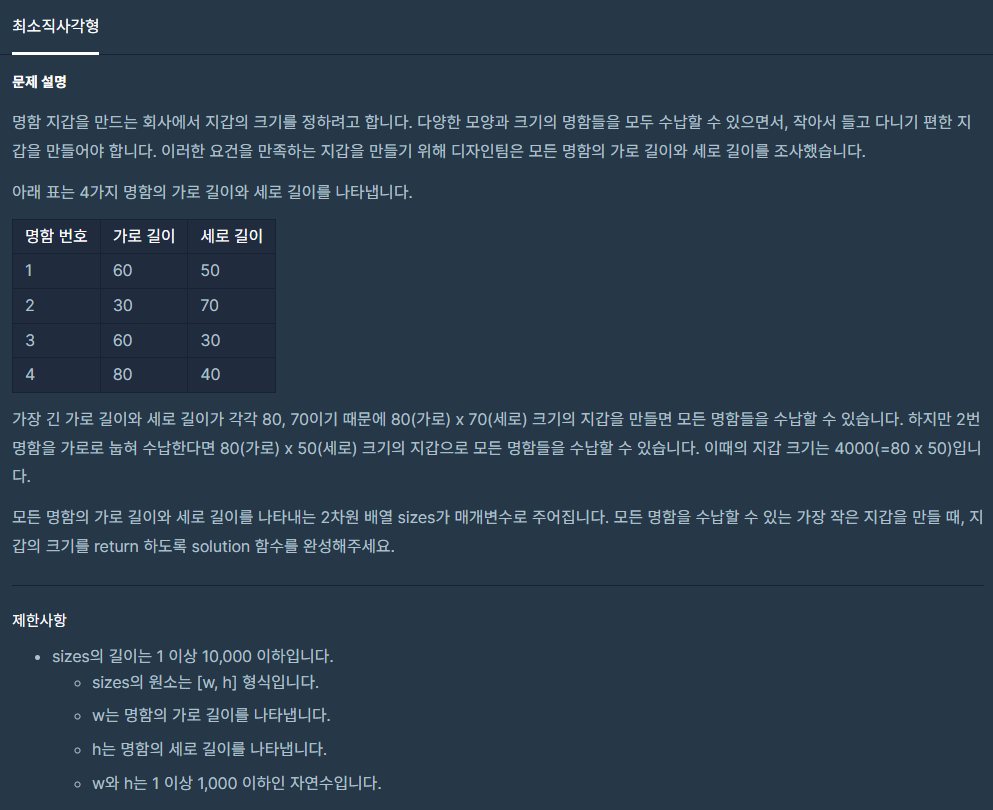 최소직사각형
문제 설명
명함 지갑을 만드는 회사에서 지갑의 크기를 정하려고 합니다. 다양한 모양과 크기의 명함들을 모두 수납할 수 있으면서, 작아서 들고 다니기 편한 지
갑을 만들어야 합니다. 이러한 요건을 만족하는 지갑을 만들기 위해 디자인팀은 모든 명함의 가로 길이와 세로 길이를 조사했습니다.
아래 표는 4가지 명함의 가로 길이와 세로 길이를 나타냅니다.
명함 번호 가로 길이 세로 길이
1 60 50
2 30 70
3 60 30
4 80 40
가장 긴 가로 길이와 세로 길이가 각각 80, 70이기 때문에 80(가로) x 70(세로) 크기의 지갑을 만들면 모든 명함들을 수납할 수 있습니다. 하지만 2번
명함을 가로로 눕혀 수납한다면 80(가로) x 50(세로) 크기의 지갑으로 모든 명함들을 수납할 수 있습니다. 이때의 지갑 크기는 4000(=80 x 50)입니
다.
모든 명함의 가로 길이와 세로 길이를 나타내는 2차원 배열 sizes가 매개변수로 주어집니다. 모든 명함을 수납할 수 있는 가장 작은 지갑을 만들 때, 지
갑의 크기를 return 하도록 solution 함수를 완성해주세요.
제한사항
• sizes의 길이는 1 이상 10,000 이하입니다.
◦ sizes의 원소는 [w, h] 형식입니다.
◦ w는 명함의 가로 길이를 나타냅니다.
◦ h는 명함의 세로 길이를 나타냅니다.
◦ w와 h는 1 이상 1,000 이하인 자연수입니다.